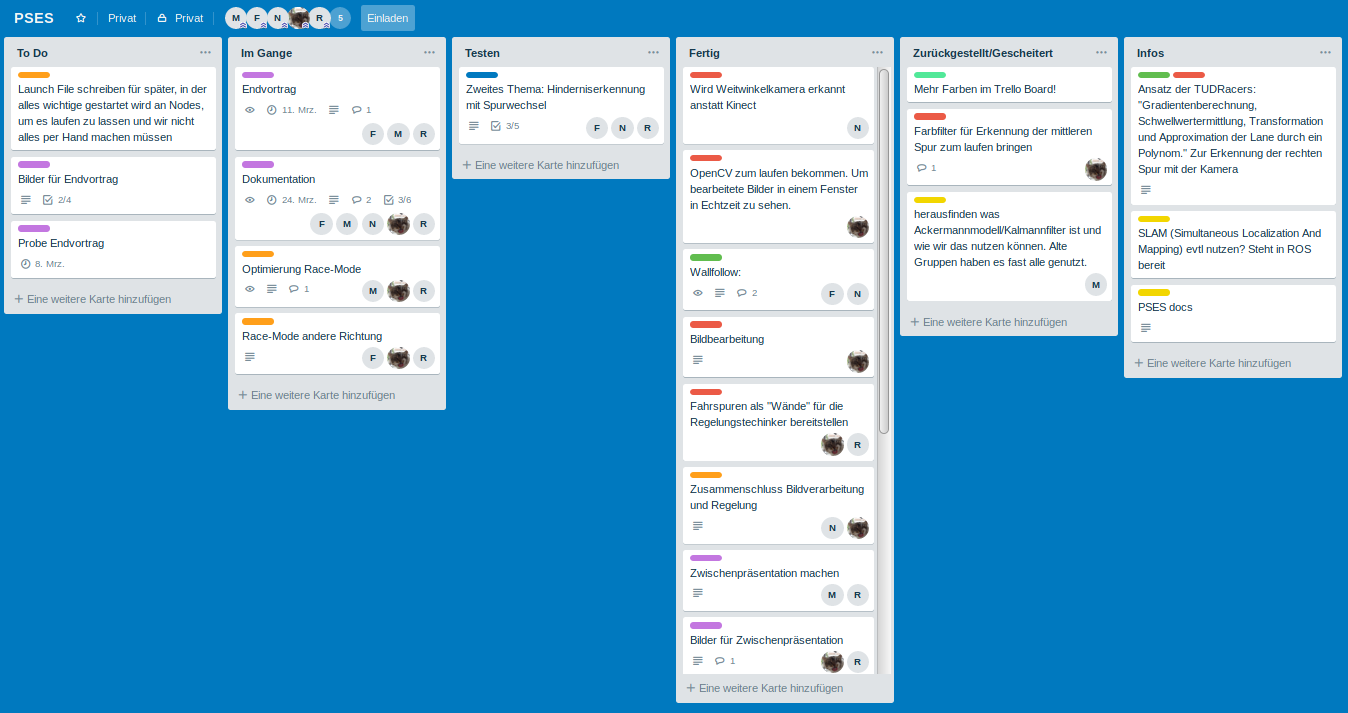 PSES
Privat
Privat
M F N R 5
Einladen
To Do
Launch File schreiben für später, in der
alles wichtige gestartet wird an Nodes,
um es laufen zu lassen und wir nicht
alles per Hand machen müssen
Bilder für Endvortrag
2/4
Probe Endvortrag
8. Mrz.
Eine weitere Karte hinzufügen
Im Gange
Endvortrag
11. Mrz. 1
F M R
Dokumentation
24. Mrz. 2 3/6
F M N R
Optimierung Race-Mode
1 M R
Race-Mode andere Richtung
F R
Eine weitere Karte hinzufügen
Testen
Zweites Thema: Hinderniserkennung
mit Spurwechsel
3/5 F N R
Eine weitere Karte hinzufügen
Fertig
Wird Weitwinkelkamera erkannt
anstatt Kinect
N
OpenCV zum laufen bekommen. Um
bearbeitete Bilder in einem Fenster
in Echtzeit zu sehen.
Wallfollow:
2 F N
Bildbearbeitung
Fahrspuren als "Wände" für die
Regelungstechinker bereitstellen
R
Zusammenschluss Bildverarbeitung
und Regelung
N
Zwischenpräsentation machen
M R
Bilder für Zwischenpräsentation
1 R
Eine weitere Karte hinzufügen
Zurückgestellt/Gescheitert
Mehr Farben im Trello Board!
Farbfilter für Erkennung der mittleren
Spur zum laufen bringen
1
herausfinden was
Ackermannmodell/Kalmannfilter ist und
wie wir das nutzen können. Alte
Gruppen haben es fast alle genutzt.
M
Eine weitere Karte hinzufügen
Infos
Ansatz der TUDRacers:
"Gradientenberechnung,
Schwellwertermittlung, Transformation
und Approximation der Lane durch ein
Polynom." Zur Erkennung der rechten
Spur mit der Kamera
SLAM (Simultaneous Localization And
Mapping) evtl nutzen? Steht in ROS
bereit
PSES docs
Eine weitere Karte hinzufügen